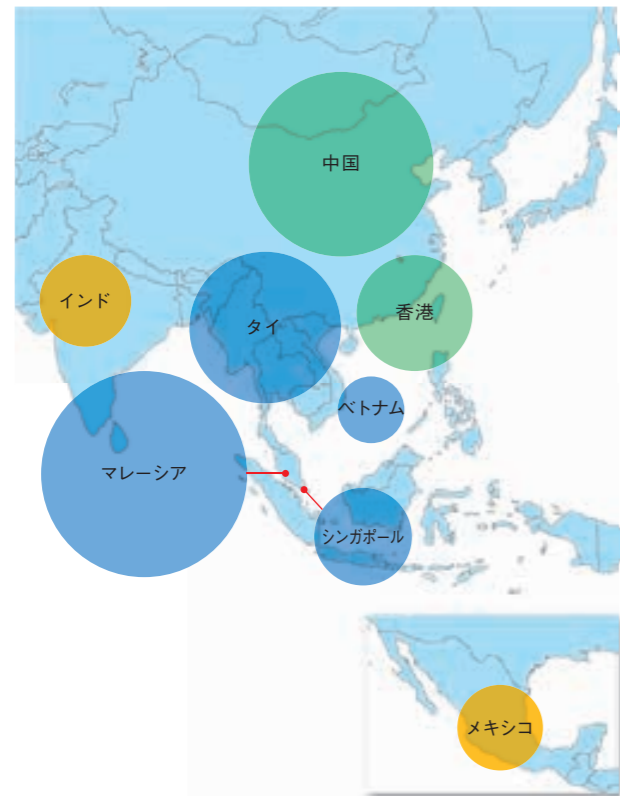 中国
インド
タイ
香港
ベトナム
マレーシア
シンガポール
メキシコ